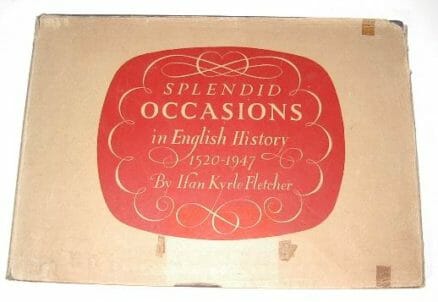 SPLENDID
OCCASIONS
in English History
1520-1947
By Ifan Kyrle Fletcher